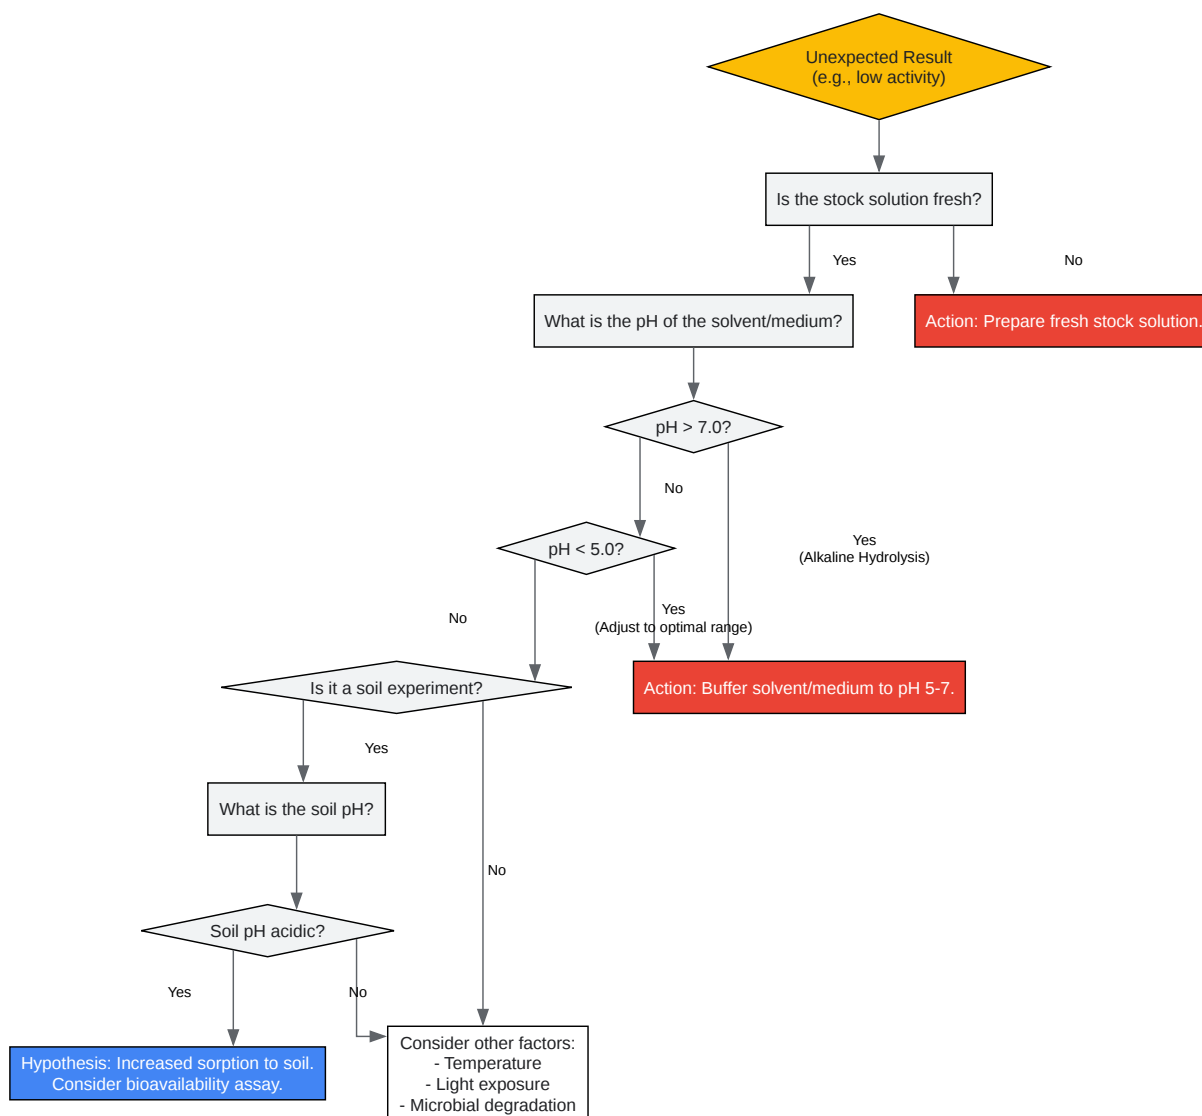 Unexpected Result
(e.g., low activity)
Is the stock solution fresh?
Yes
No
What is the pH of the solvent/medium?
Action: Prepare fresh stock solution.
pH > 7.0?
No
Yes
(Alkaline Hydrolysis)
pH < 5.0?
No
Yes
(Adjust to optimal range)
Is it a soil experiment?
Action: Buffer solvent/medium to pH 5-7.
Yes
What is the soil pH?
No
Soil pH acidic?
Yes
No
Hypothesis: Increased sorption to soil.
Consider bioavailability assay.
Consider other factors:
- Temperature
- Light exposure
- Microbial degradation